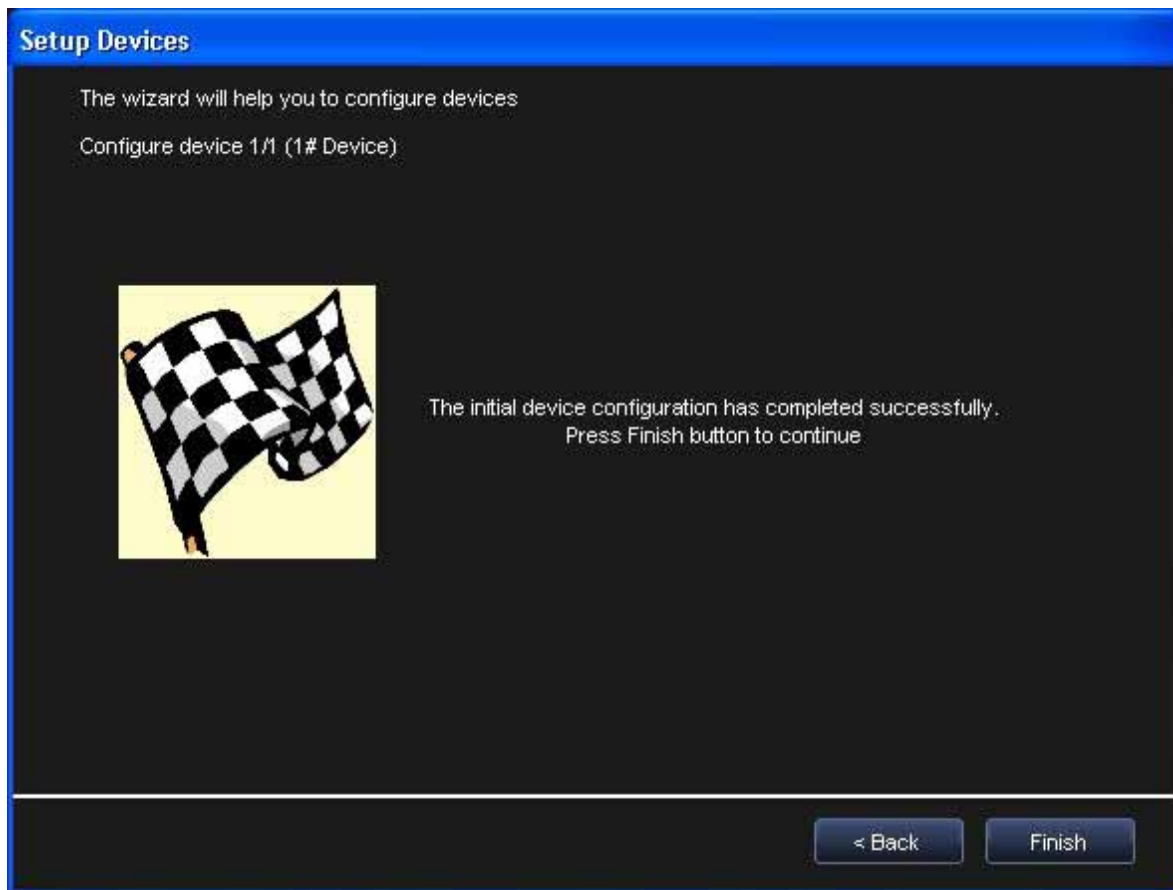 Setup Devices
The wizard will help you to configure devices
Configure device 1/1 (1# Device)
The initial device configuration has completed successfully.
Press Finish button to continue
< Back
Finish